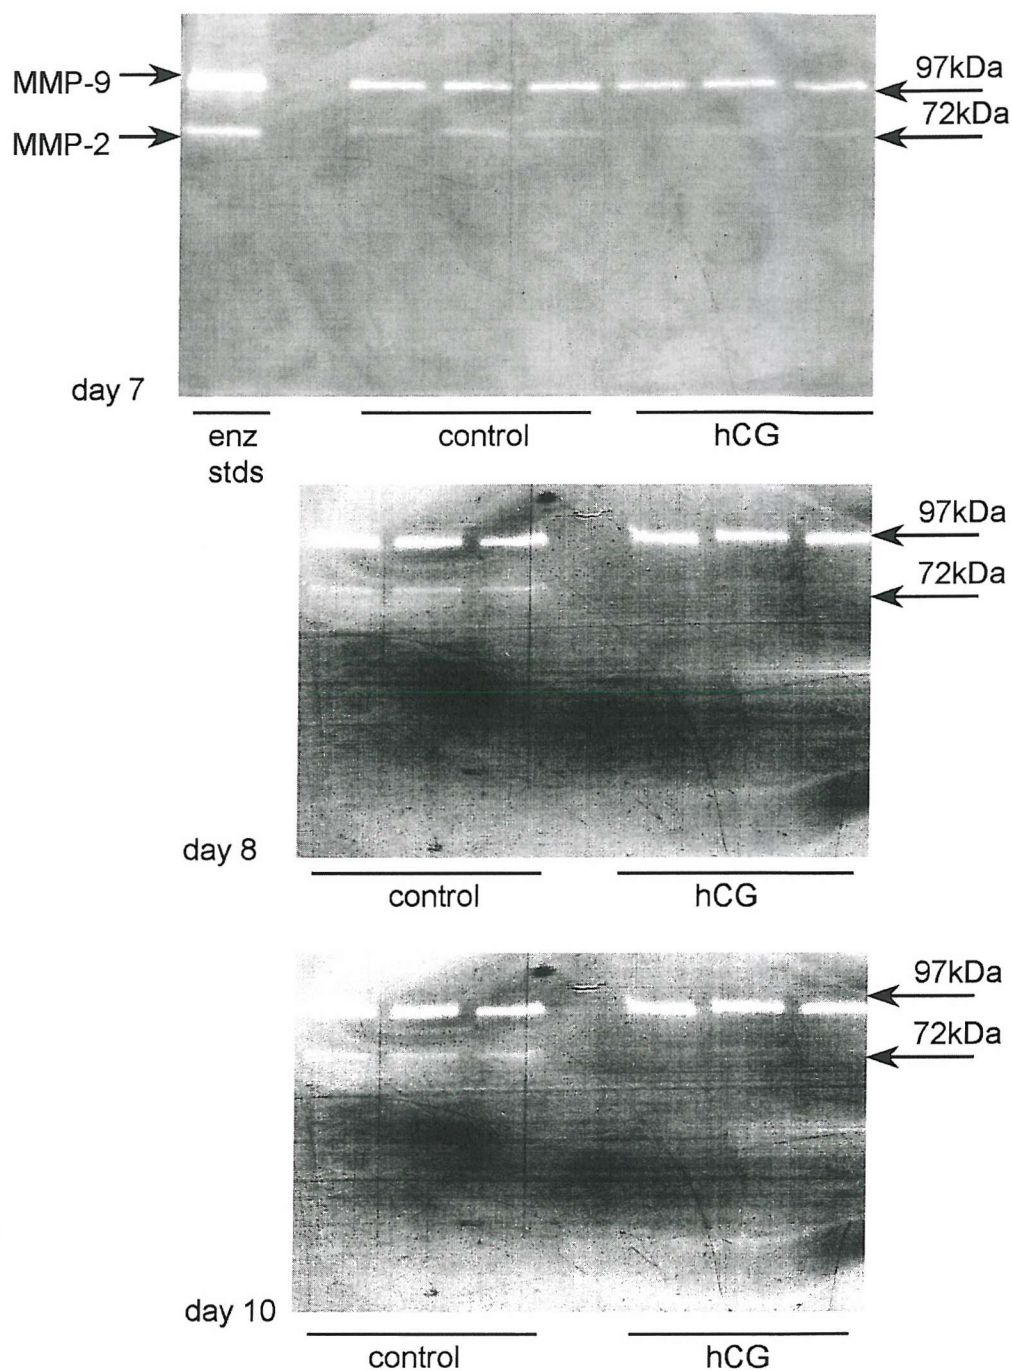 MMP-9
97kDa
MMP-2
72kDa
day 7
enz
stds
control
hCG
97kDa
72kDa
day 8
control
hCG
97kDa
72kDa
day 10
control
hCG